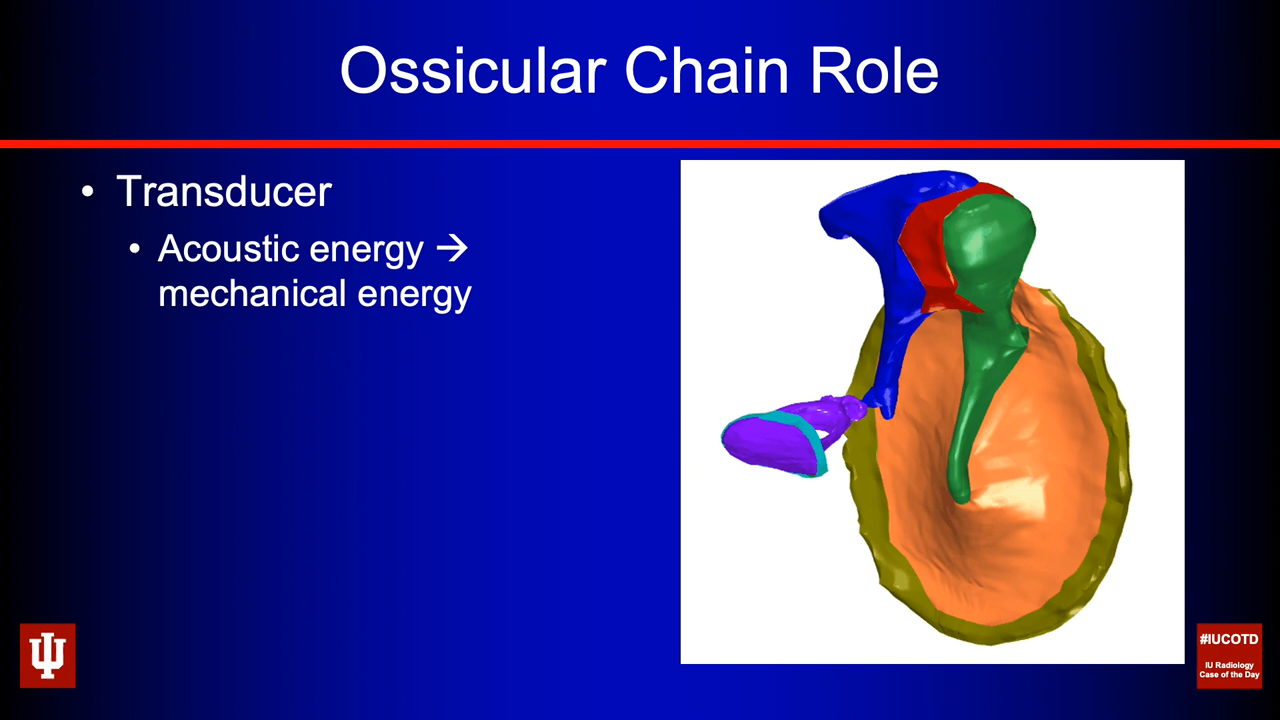 Ossicular Chain Role
• Transducer
• Acoustic energy →
mechanical energy
#IUCOTD
IU Radiology
Case of the Day